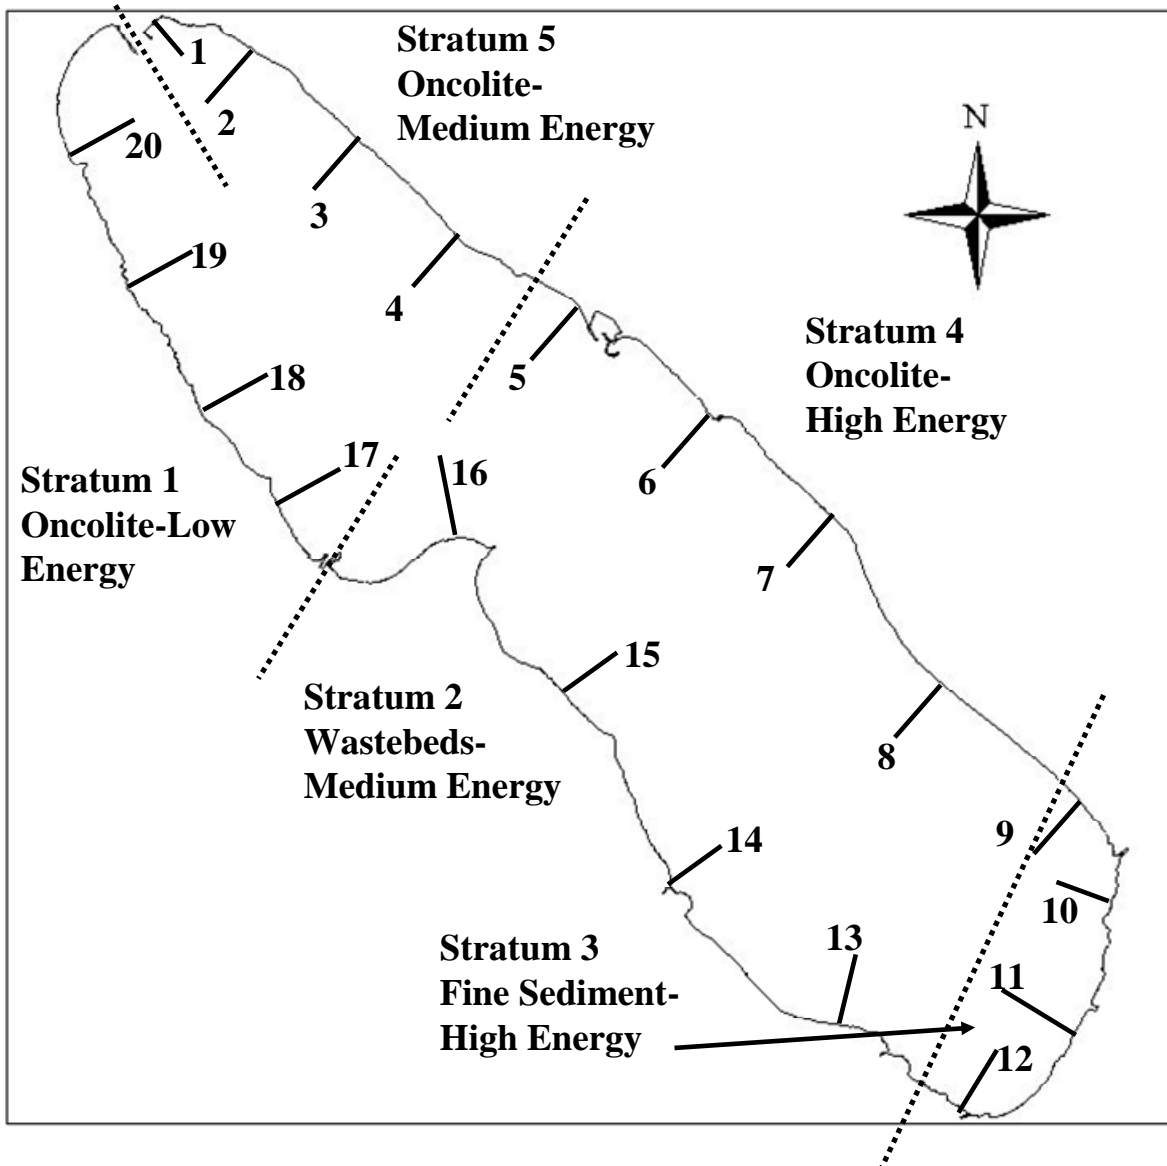 Stratum 5
Oncolite-
Medium Energy
N
Stratum 4
Oncolite-
High Energy
Stratum 1
Oncolite-Low
Energy
Stratum 2
Wastebeds-
Medium Energy
Stratum 3
Fine Sediment-
High Energy
1
2
3
4
5
6
7
8
9
10
11
12
13
14
15
16
17
18
19
20